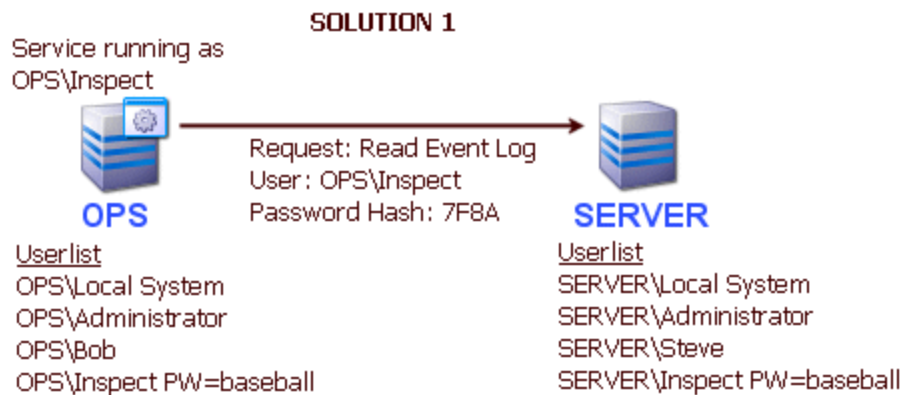 SOLUTION 1
Service running as
OPS\Inspect
Request: Read Event Log
User: OPS\Inspect
Password Hash: 7F8A
OPS
Userlist
OPS\Local System
OPS\Administrator
OPS\Bob
OPS\Inspect PW=baseball
SERVER
Userlist
SERVER\Local System
SERVER\Administrator
SERVER\Steve
SERVER\Inspect PW=baseball